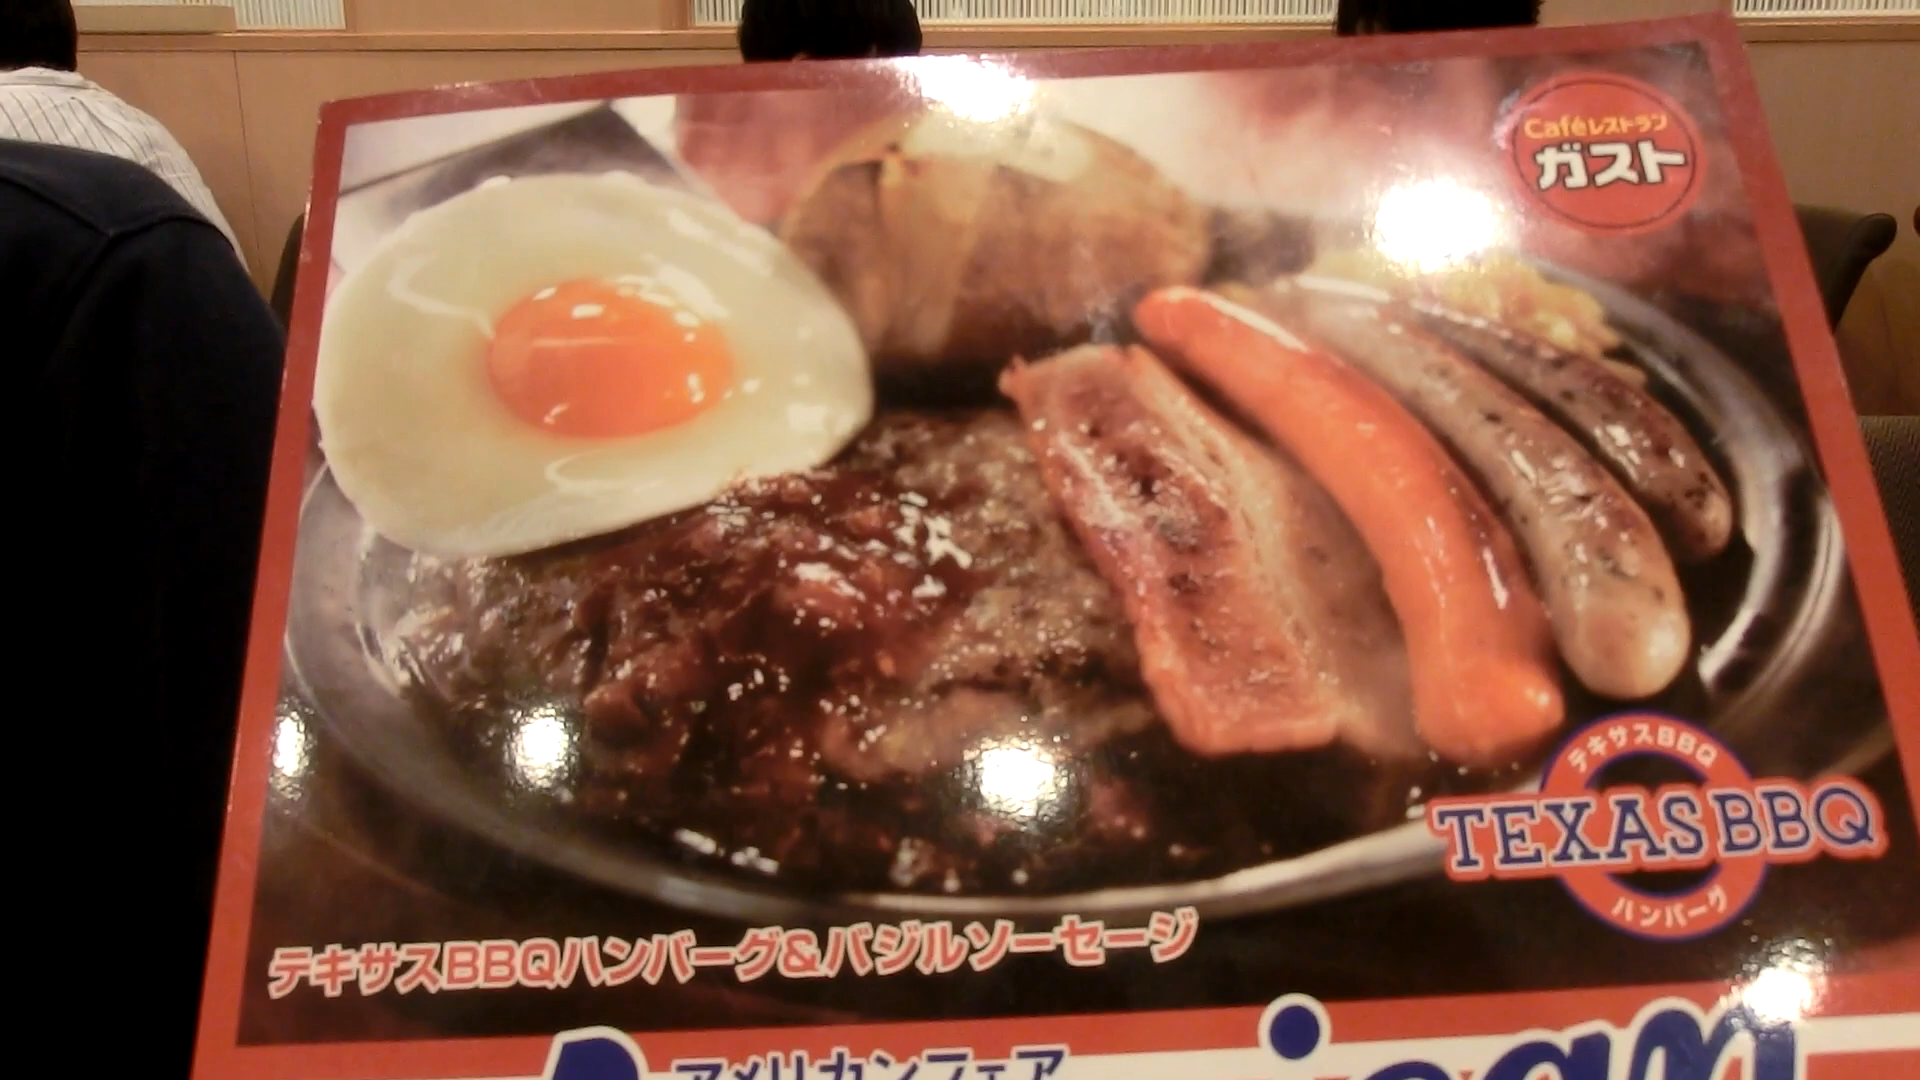 Caféレストラン
ガスト
テキサスBBQ
TEXAS BBQ
ハンバーグ
テキサスBBQハンバーグ&バジルソーセージ
アメリカンフェア